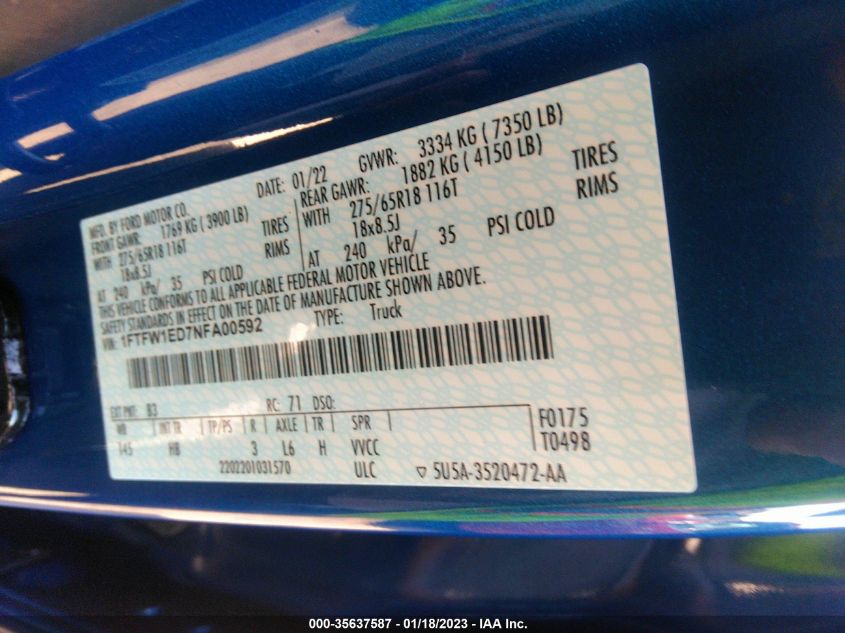 MFD. BY FORD MOTOR CO.
DATE: 01/22 GVWR: 3334 KG ( 7350 LB)
FRONT GAWR: 1769 KG ( 3900 LB) REAR GAWR: 1882 KG ( 4150 LB)
WITH 275/65R18 116T TIRES WITH 275/65R18 116T TIRES
18x8.5J RIMS 18x8.5J RIMS
AT 240 kPa/ 35 PSI COLD AT 240 kPa/ 35 PSI COLD
THIS VEHICLE CONFORMS TO ALL APPLICABLE FEDERAL MOTOR VEHICLE
SAFETY STANDARDS IN EFFECT ON THE DATE OF MANUFACTURE SHOWN ABOVE.
1FTFW1ED7NFA00592 TYPE: Truck
EXT PNT: B3 RC: 71 DSO:
WB INT TR TP/PS R AXLE TR SPR F0175
145 HB 3 L6 H VVCC T0498
2202201031570 ULC ▽ 5U5A-3520472-AA
000-35637587 - 01/18/2023 - IAA Inc.